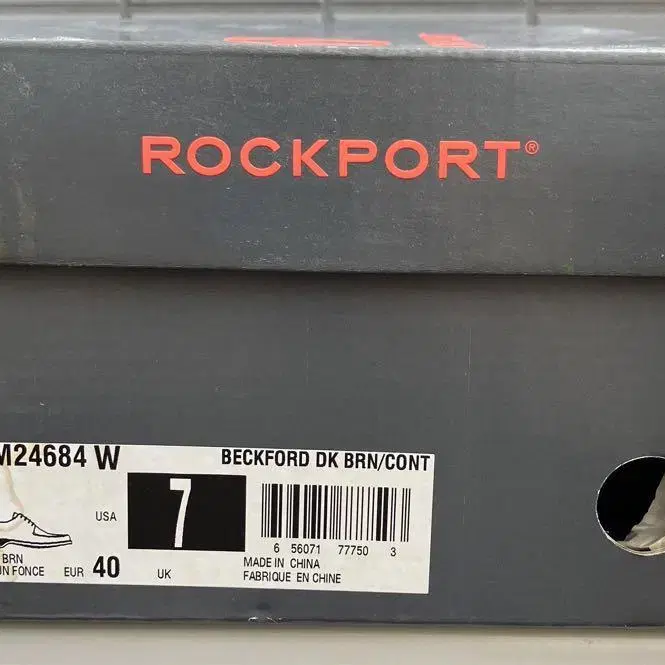 ROCKPORT®
M24684 W
BECKFORD DK BRN/CONT
USA 7
6 56071 77750 3
BRN
UN FONCE
EUR 40
UK
MADE IN CHINA
FABRIQUE EN CHINE